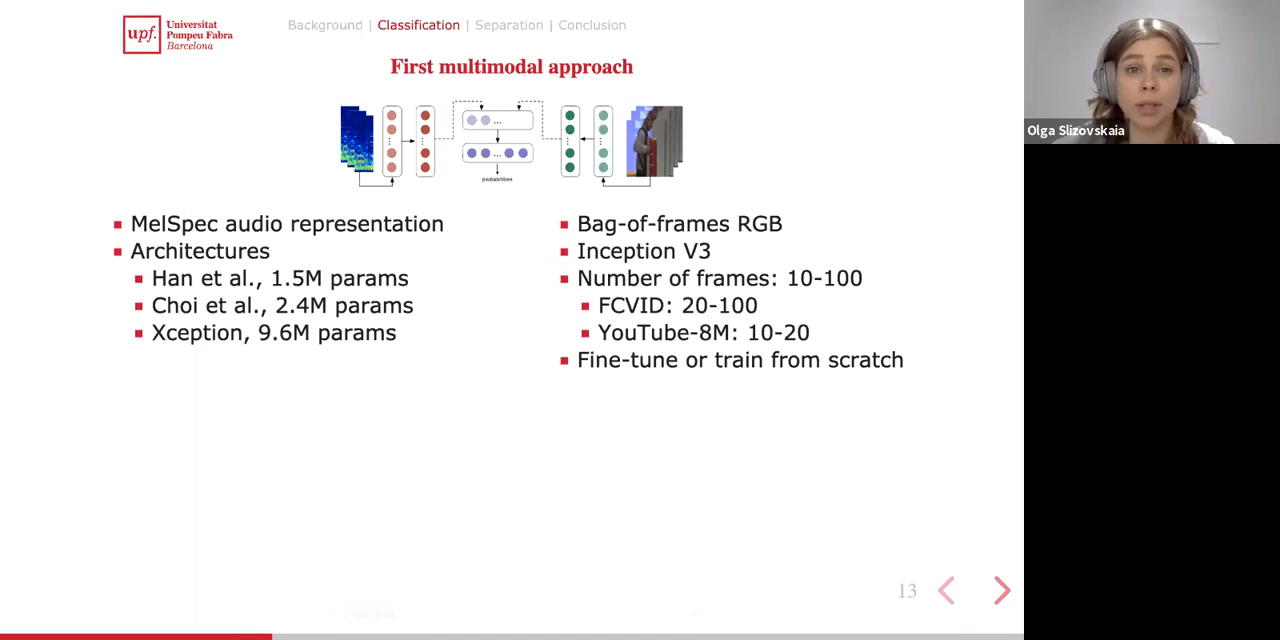 upf.
Universitat
Pompeu Fabra
Barcelona
Background | Classification | Separation | Conclusion
First multimodal approach
...
...
probabilities
MelSpec audio representation
Architectures
Han et al., 1.5M params
Choi et al., 2.4M params
Xception, 9.6M params
Bag-of-frames RGB
Inception V3
Number of frames: 10-100
FCVID: 20-100
YouTube-8M: 10-20
Fine-tune or train from scratch
13
Olga Slizovskaia